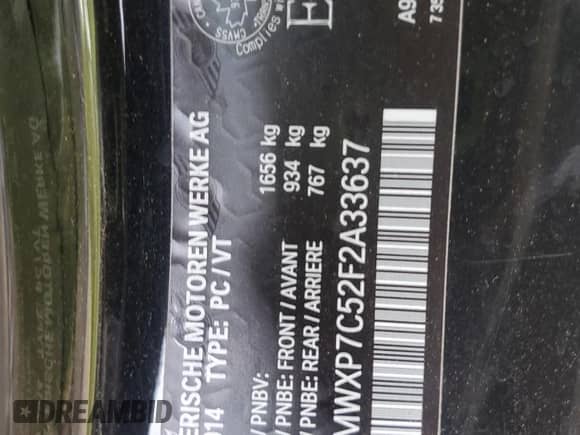 CMVSS
Complies
A9
ERISCHE MOTOREN WERKE AG
014 TYPE: PC/VT
PNBV: 1656 kg
PNBE: FRONT/AVANT 934 kg
PNBE: REAR/ARRIERE 767 kg
MWXP7C52F2A33637
DREAMBID